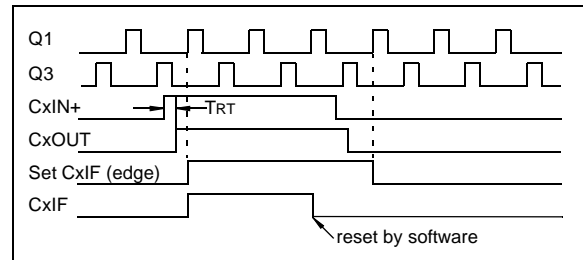 Q1
Q3
CxIN+
TRT
CxOUT
Set CxIF (edge)
CxIF
reset by software